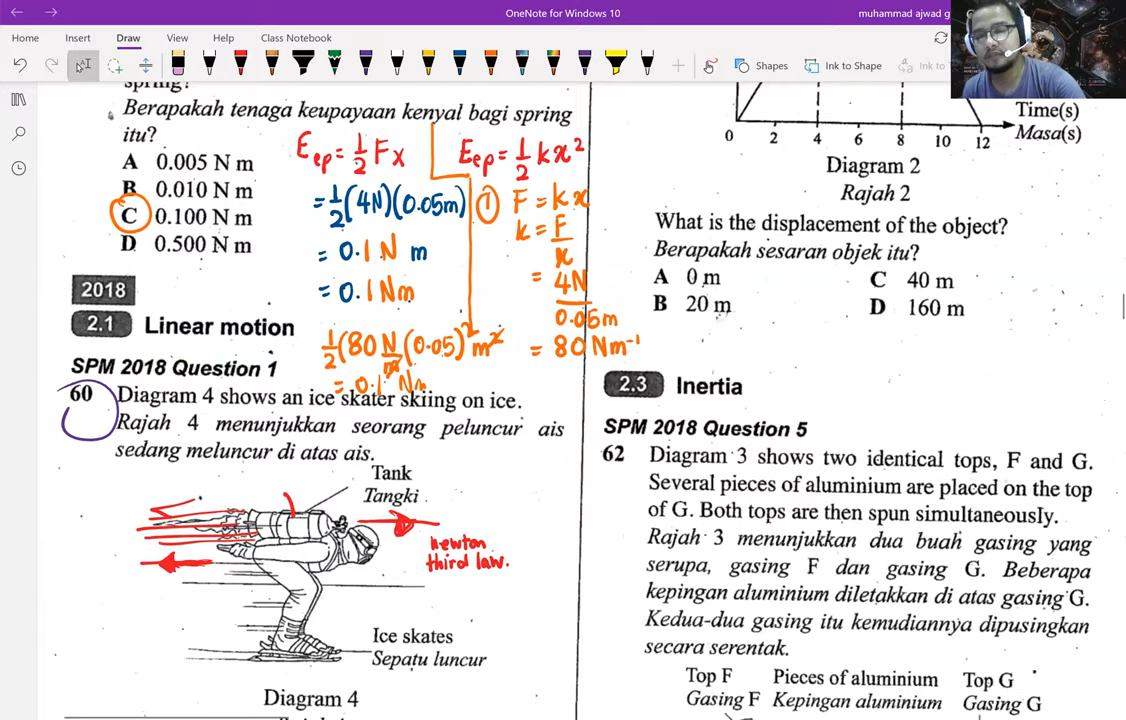 OneNote for Windows 10
muhammad ajwad g
Home Insert Draw View Help Class Notebook
Shapes Ink to Shape Ink to
spring?
Berapakah tenaga keupayaan kenyal bagi spring
itu?
A 0.005 N m
B 0.010 N m
C 0.100 N m
D 0.500 N m
Eep = 1/2 Fx
= 1/2 (4N)(0.05m)
= 0.1 N m
= 0.1 Nm
Eep = 1/2 kx²
① F = kx
k = F/x
= 4N/0.05m
= 80 Nm⁻¹
1/2 (80 N/m (0.05)² m²
= 0.1 Nm
2018
2.1 Linear motion
SPM 2018 Question 1
60 Diagram 4 shows an ice skater skiing on ice.
Rajah 4 menunjukkan seorang peluncur ais
sedang meluncur di atas ais.
Tank
Tangki
newton
third law.
Ice skates
Sepatu luncur
Diagram 4
Time(s)
Masa(s)
0 2 4 6 8 10 12
Diagram 2
Rajah 2
What is the displacement of the object?
Berapakah sesaran objek itu?
A 0 m C 40 m
B 20 m D 160 m
2.3 Inertia
SPM 2018 Question 5
62 Diagram 3 shows two identical tops, F and G.
Several pieces of aluminium are placed on the top
of G. Both tops are then spun simultaneously.
Rajah 3 menunjukkan dua buah gasing yang
serupa, gasing F dan gasing G. Beberapa
kepingan aluminium diletakkan di atas gasing G.
Kedua-dua gasing itu kemudiannya dipusingkan
secara serentak.
Top F Pieces of aluminium Top G
Gasing F Kepingan aluminium Gasing G